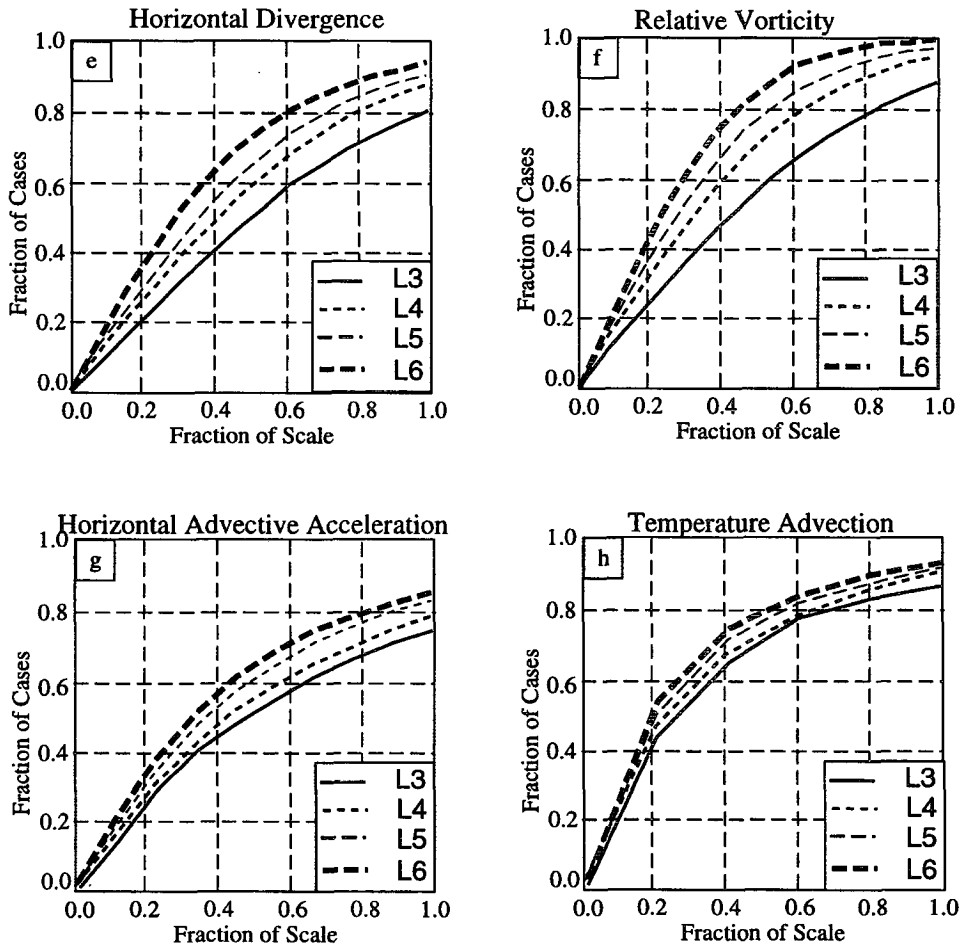 Horizontal Divergence
e
1.0
0.8
0.6
0.4
0.2
0.0
Fraction of Cases
L3
L4
L5
L6
0.0 0.2 0.4 0.6 0.8 1.0
Fraction of Scale
Relative Vorticity
f
1.0
0.8
0.6
0.4
0.2
0.0
Fraction of Cases
L3
L4
L5
L6
0.0 0.2 0.4 0.6 0.8 1.0
Fraction of Scale
Horizontal Advective Acceleration
g
1.0
0.8
0.6
0.4
0.2
0.0
Fraction of Cases
L3
L4
L5
L6
0.0 0.2 0.4 0.6 0.8 1.0
Fraction of Scale
Temperature Advection
h
1.0
0.8
0.6
0.4
0.2
0.0
Fraction of Cases
L3
L4
L5
L6
0.0 0.2 0.4 0.6 0.8 1.0
Fraction of Scale